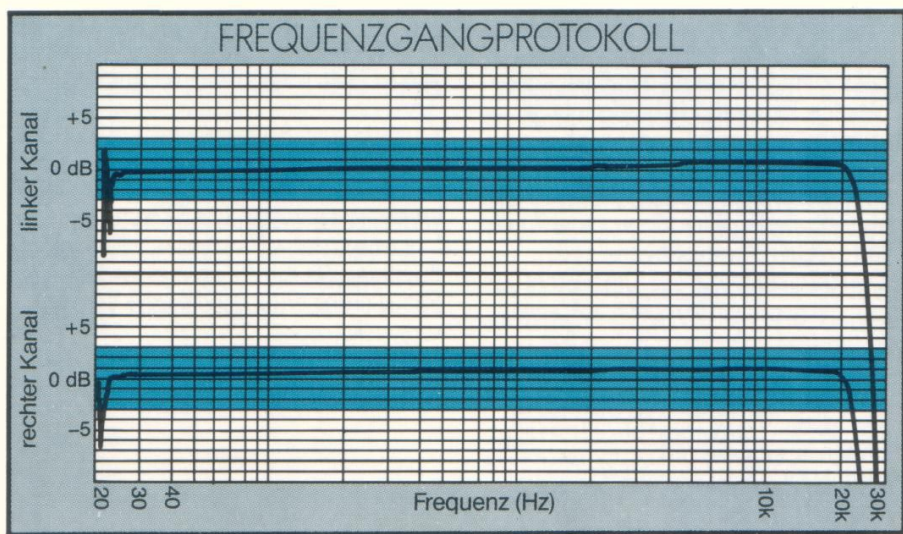 FREQUENZGANGPROTOKOLL
linker Kanal
+5
0 dB
−5
rechter Kanal
+5
0 dB
−5
20 30 40 Frequenz (Hz) 10k 20k 30k